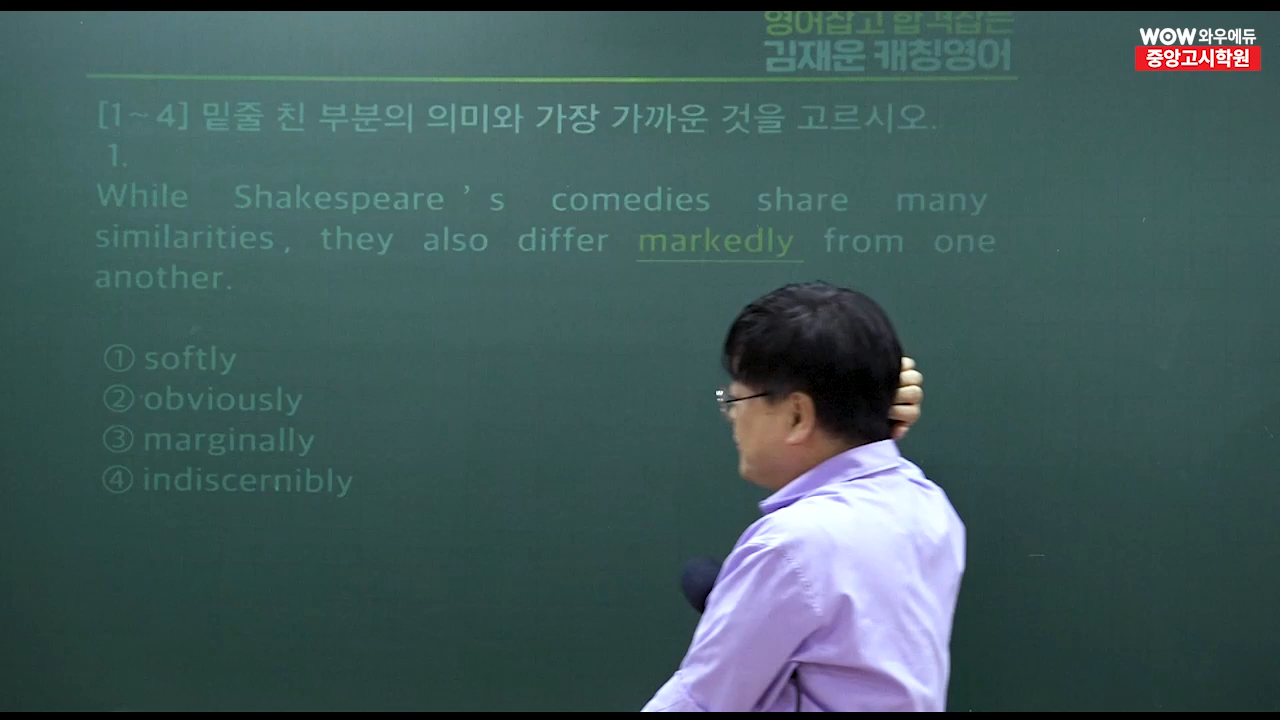 영어잡고 합격잡는
김재운 캐칭영어
WOW 와우에듀
중앙고시학원
[1~4] 밑줄 친 부분의 의미와 가장 가까운 것을 고르시오.
1.
While Shakespeare's comedies share many
similarities, they also differ markedly from one
another.
① softly
② obviously
③ marginally
④ indiscernibly